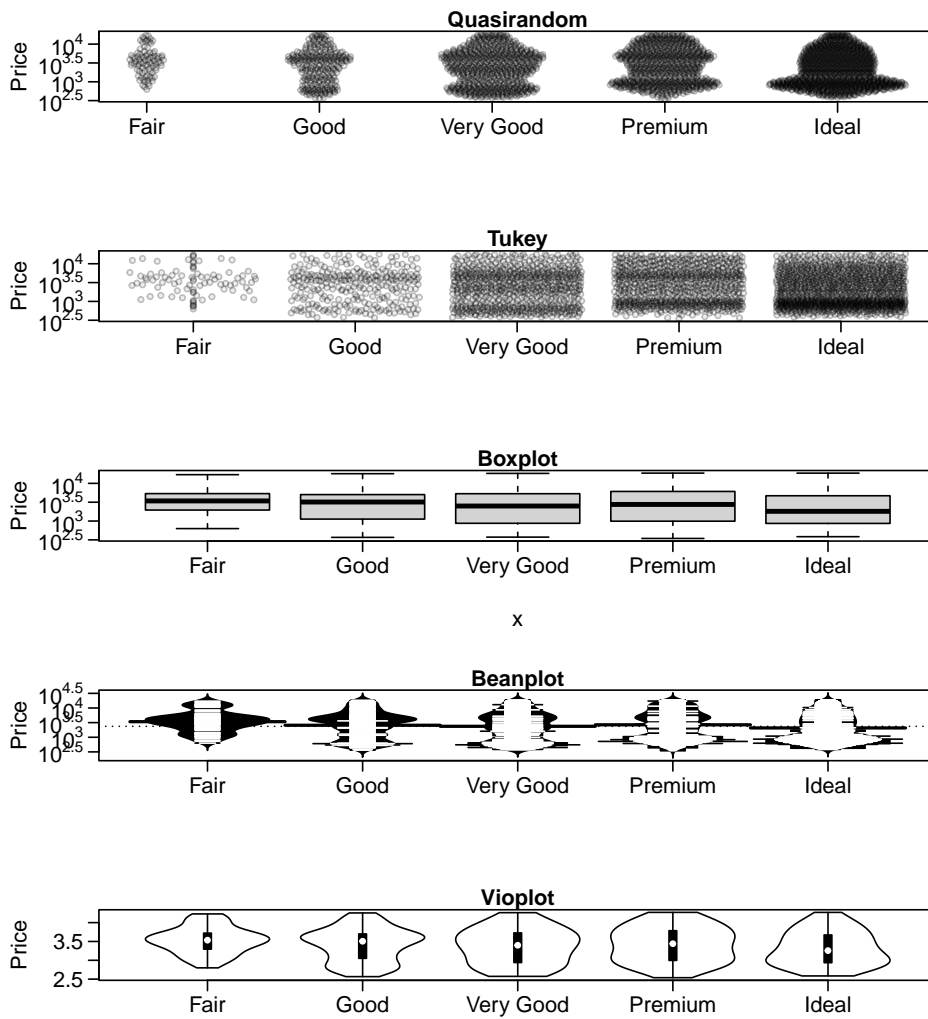 Quasirandom
Price
10^4
10^3.5
10^3
10^2.5
Fair Good Very Good Premium Ideal
Tukey
Price
10^4
10^3.5
10^3
10^2.5
Fair Good Very Good Premium Ideal
Boxplot
Price
10^4
10^3.5
10^3
10^2.5
Fair Good Very Good Premium Ideal
x
Beanplot
Price
10^4.5
10^4
10^3.5
10^3
10^2.5
Fair Good Very Good Premium Ideal
Vioplot
Price
3.5
2.5
Fair Good Very Good Premium Ideal